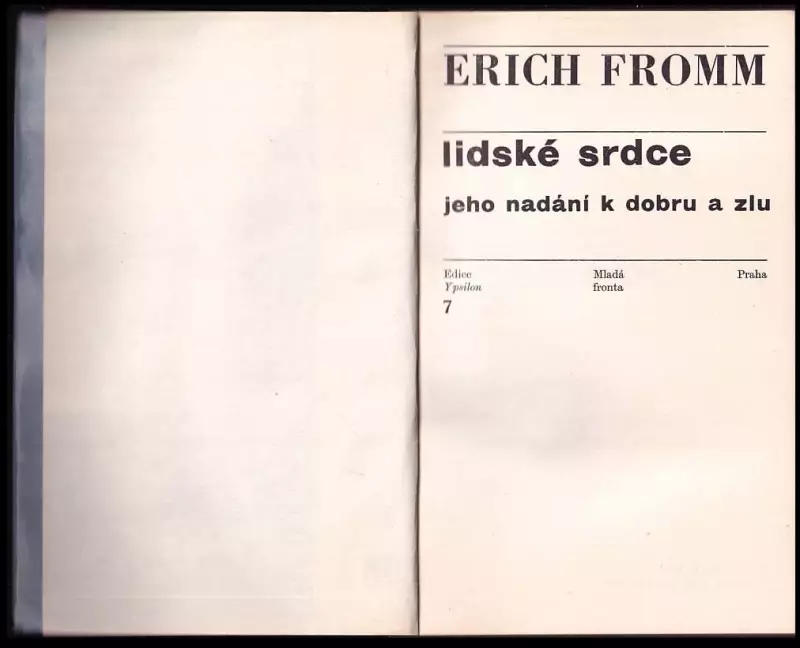 ERICH FROMM
lidské srdce
jeho nadání k dobru a zlu
Edice
Ypsilon
7
Mladá
fronta
Praha